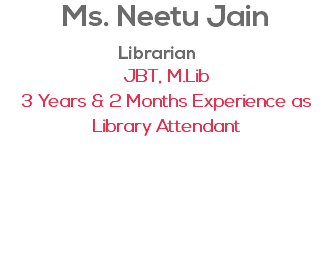 Ms. Neetu Jain
Librarian
JBT, M.Lib
3 Years & 2 Months Experience as
Library Attendant